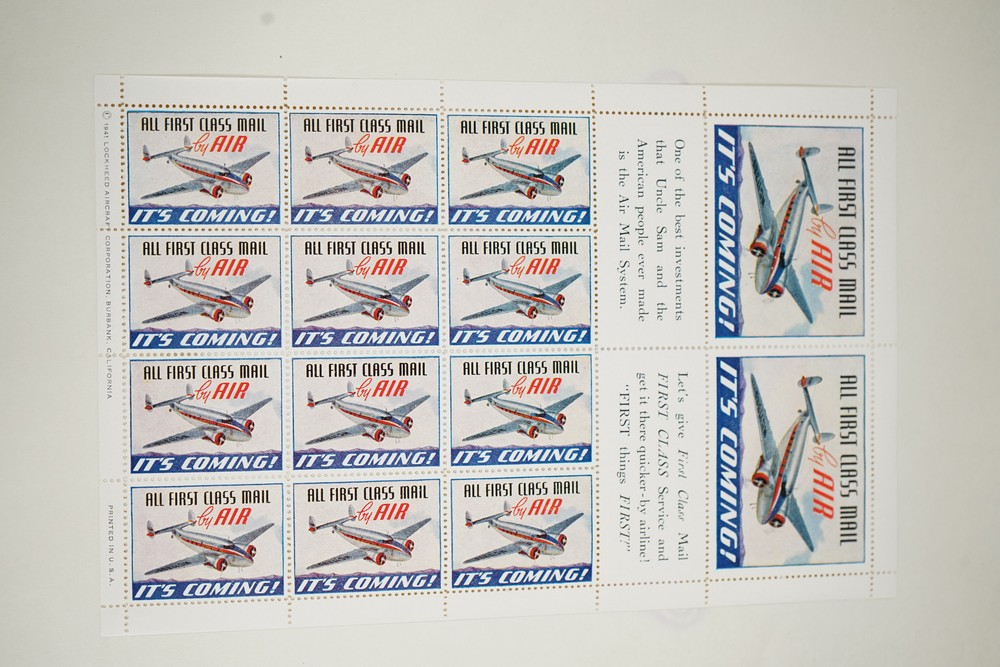 © 1941 LOCKHEED AIRCRAFT CORPORATION, BURBANK, CALIFORNIA
PRINTED IN U.S.A.
ALL FIRST CLASS MAIL
by AIR
IT'S COMING!
ALL FIRST CLASS MAIL
by AIR
IT'S COMING!
ALL FIRST CLASS MAIL
by AIR
IT'S COMING!
ALL FIRST CLASS MAIL
by AIR
IT'S COMING!
ALL FIRST CLASS MAIL
by AIR
IT'S COMING!
ALL FIRST CLASS MAIL
by AIR
IT'S COMING!
ALL FIRST CLASS MAIL
by AIR
IT'S COMING!
ALL FIRST CLASS MAIL
by AIR
IT'S COMING!
ALL FIRST CLASS MAIL
by AIR
IT'S COMING!
ALL FIRST CLASS MAIL
by AIR
IT'S COMING!
ALL FIRST CLASS MAIL
by AIR
IT'S COMING!
ALL FIRST CLASS MAIL
by AIR
IT'S COMING!
One of the best investments
that Uncle Sam and the
American people ever made
is the Air Mail System.
Let's give First Class Mail
FIRST CLASS Service and
get it there quicker-by airline!
"FIRST things FIRST!"
ALL FIRST CLASS MAIL
by AIR
IT'S COMING!
ALL FIRST CLASS MAIL
by AIR
IT'S COMING!